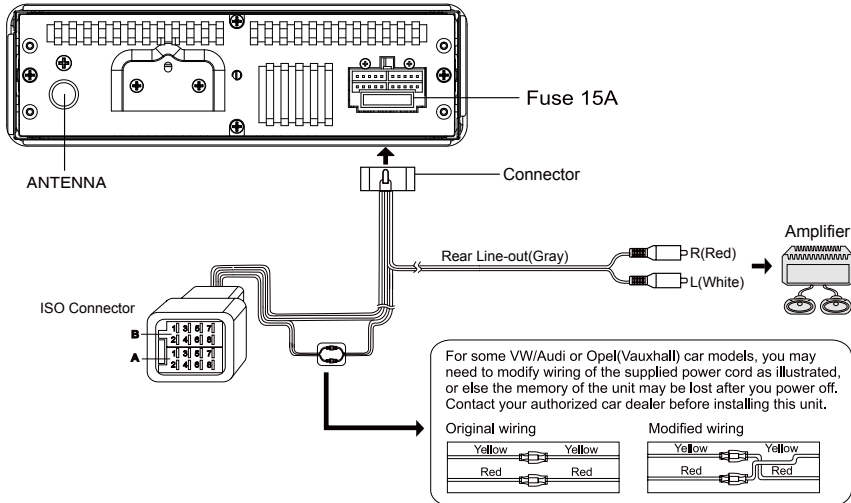 Fuse 15A
ANTENNA
Connector
Rear Line-out(Gray)
R(Red)
L(White)
Amplifier
ISO Connector
B
1 3 5 7
2 4 6 8
A
1 3 5 7
2 4 6 8
For some VW/Audi or Opel(Vauxhall) car models, you may
need to modify wiring of the supplied power cord as illustrated,
or else the memory of the unit may be lost after you power off.
Contact your authorized car dealer before installing this unit.
Original wiring
Yellow Yellow
Red Red
Modified wiring
Yellow Yellow
Red Red